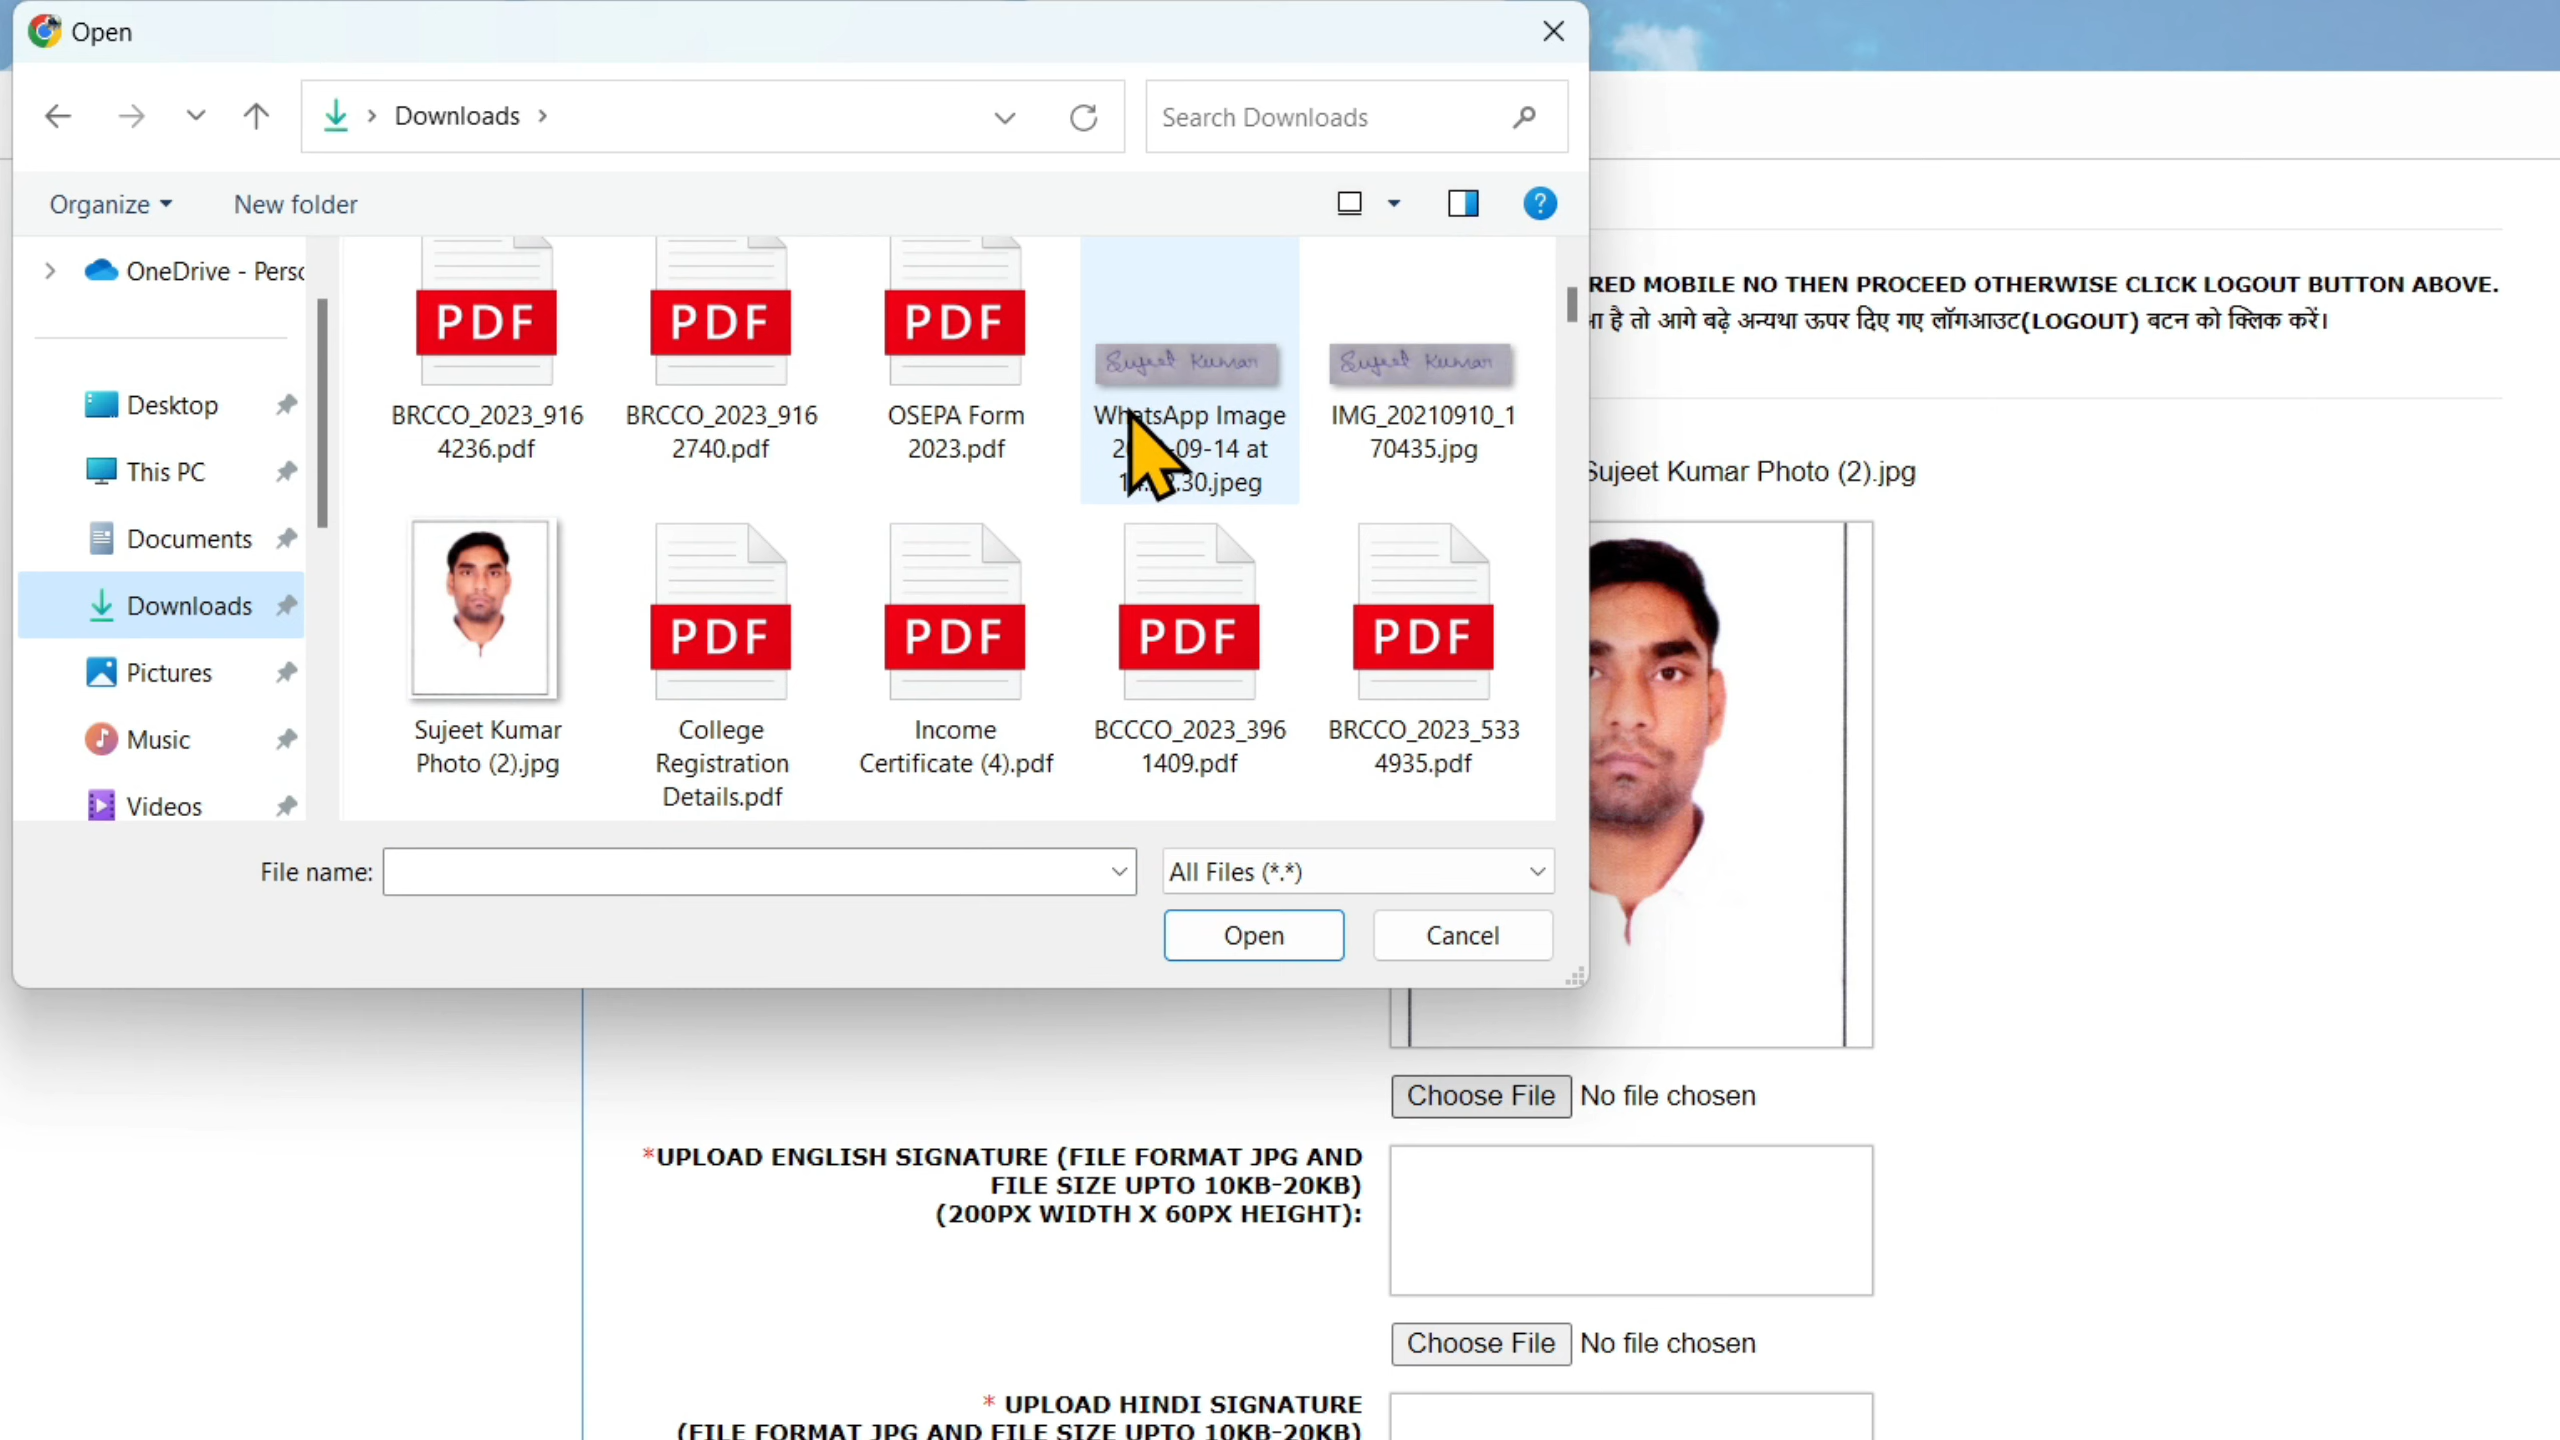 Open
Downloads
Search Downloads
Organize
New folder
OneDrive - Perso
Desktop
This PC
Documents
Downloads
Pictures
Music
Videos
PDF
PDF
PDF
Sujeet Kumar
Sujeet Kumar
BRCCO_2023_916
4236.pdf
BRCCO_2023_916
2740.pdf
OSEPA Form
2023.pdf
WhatsApp Image
09-14 at
30.jpeg
IMG_20210910_1
70435.jpg
PDF
PDF
PDF
PDF
Sujeet Kumar
Photo (2).jpg
College
Registration
Details.pdf
Income
Certificate (4).pdf
BCCCO_2023_396
1409.pdf
BRCCO_2023_533
4935.pdf
File name:
All Files (*.*)
Open
Cancel
RED MOBILE NO THEN PROCEED OTHERWISE CLICK LOGOUT BUTTON ABOVE.
है तो आगे बढ़े अन्यथा ऊपर दिए गए लॉगआउट(LOGOUT) बटन को क्लिक करें।
Sujeet Kumar Photo (2).jpg
Choose File No file chosen
*UPLOAD ENGLISH SIGNATURE (FILE FORMAT JPG AND
FILE SIZE UPTO 10KB-20KB)
(200PX WIDTH X 60PX HEIGHT):
Choose File No file chosen
* UPLOAD HINDI SIGNATURE
(FILE FORMAT JPG AND FILE SIZE UPTO 10KB-20KB)